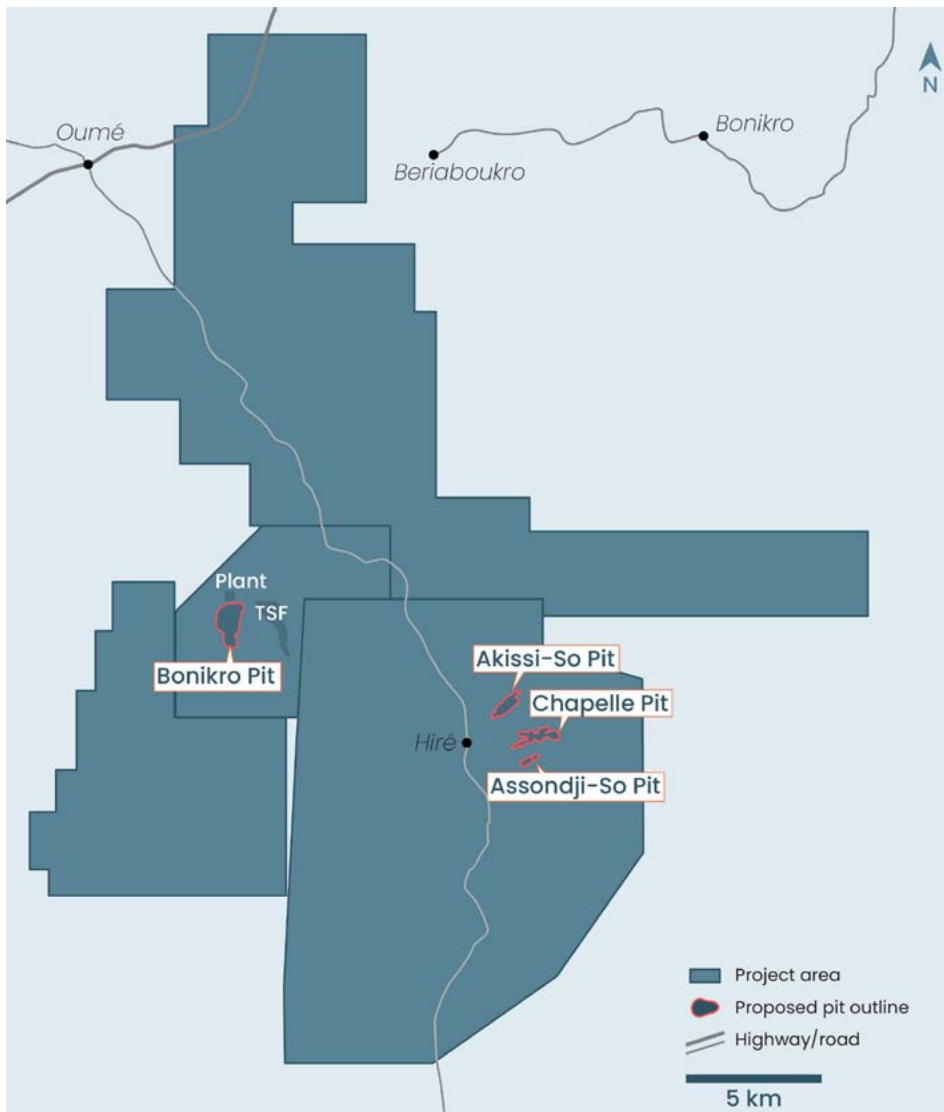 N
Oumé
Bonikro
Beriaboukro
Plant
TSF
Bonikro Pit
Akissi-So Pit
Chapelle Pit
Hiré
Assondji-So Pit
Project area
Proposed pit outline
Highway/road
5 km